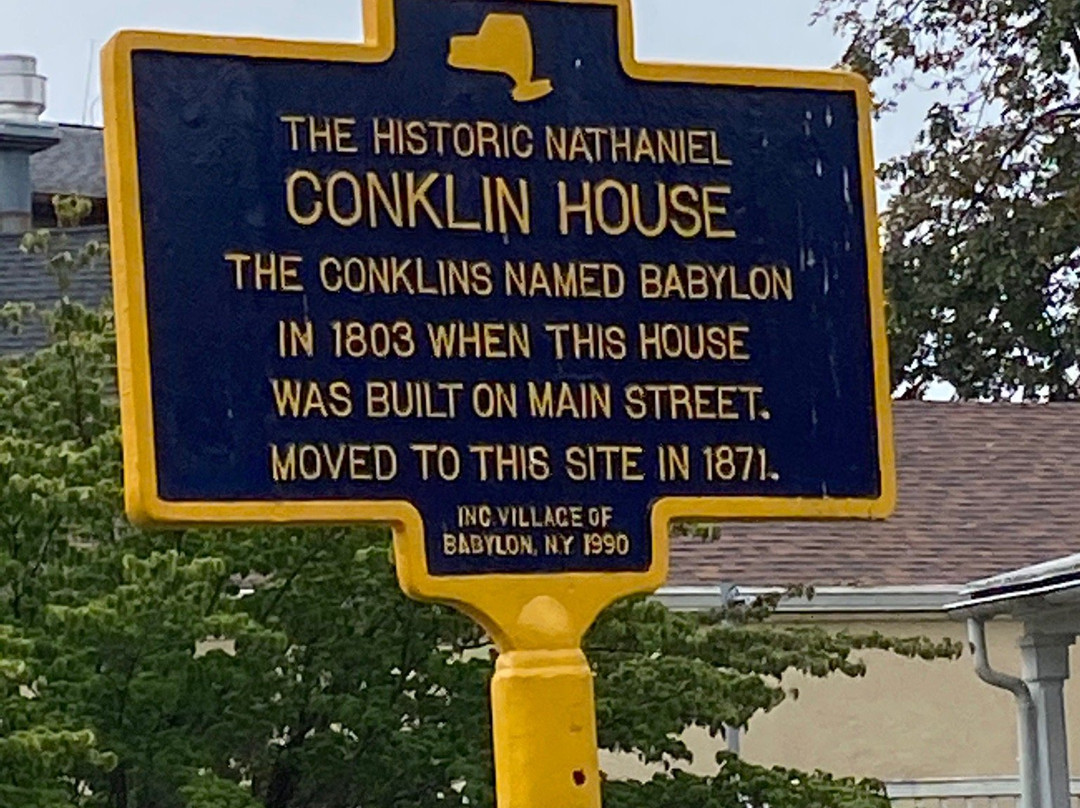 THE HISTORIC NATHANIEL
CONKLIN HOUSE
THE CONKLINS NAMED BABYLON
IN 1803 WHEN THIS HOUSE
WAS BUILT ON MAIN STREET.
MOVED TO THIS SITE IN 1871.
INC. VILLAGE OF
BABYLON, N.Y 1990